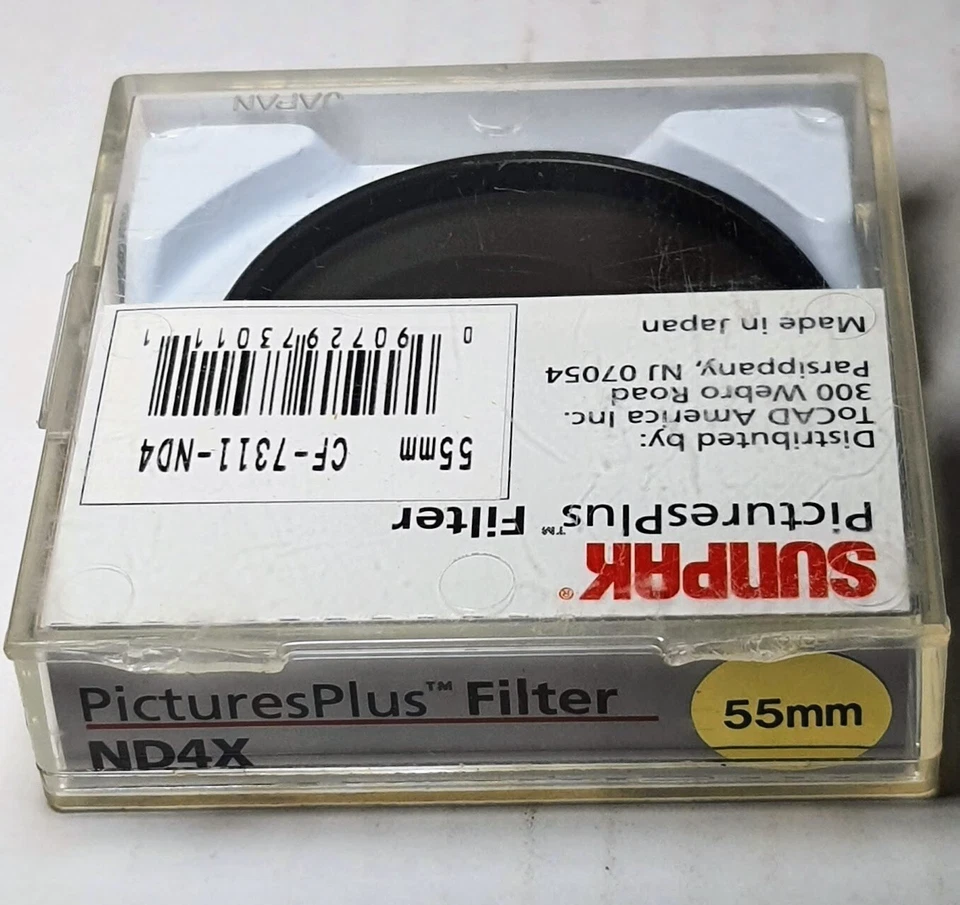 JAPAN
SUNPAK®
PicturesPlus™ Filter
Distributed by:
ToCAD America Inc.
300 Webro Road
Parsippany, NJ 07054
Made in Japan
55mm CF-7311-ND4
0 90729 73011 1
PicturesPlus™ Filter
ND4X
55mm